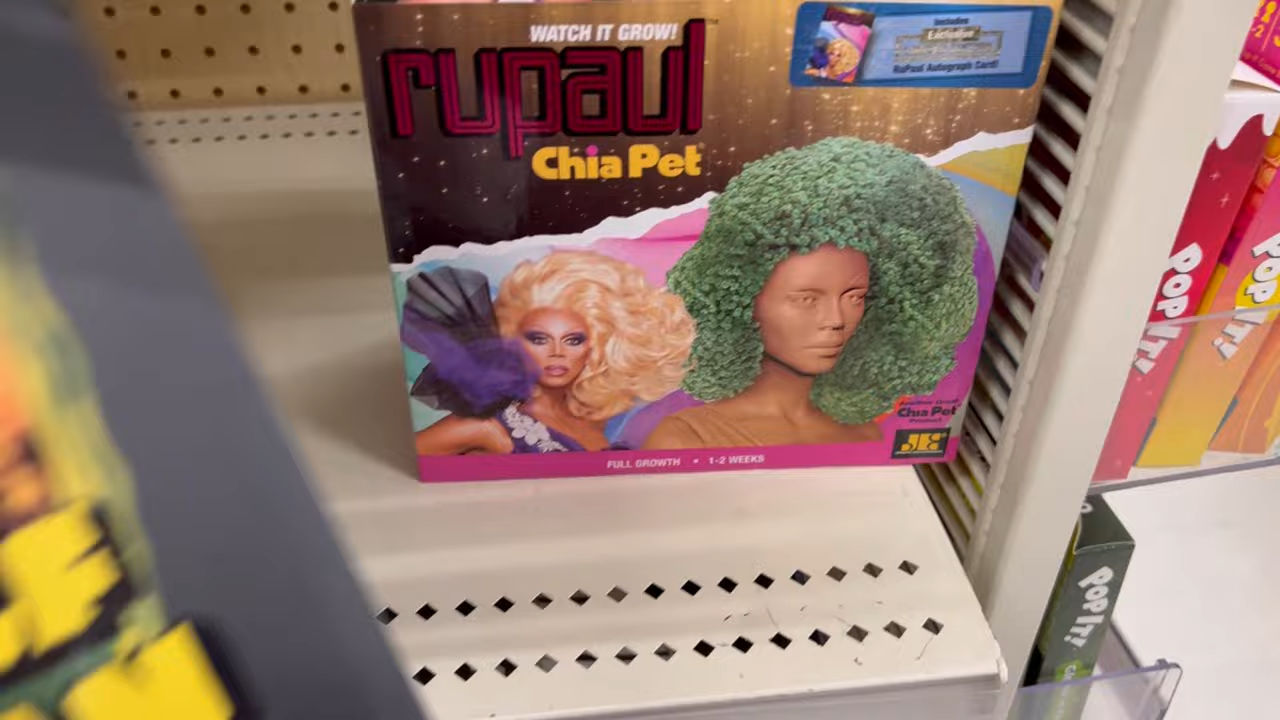 WATCH IT GROW!
rupaul
Chia Pet
Includes
Exclusive
RuPaul Autograph Card!
Chia Pet
FULL GROWTH • 1-2 WEEKS
POP IT!
POP IT!
POP IT!